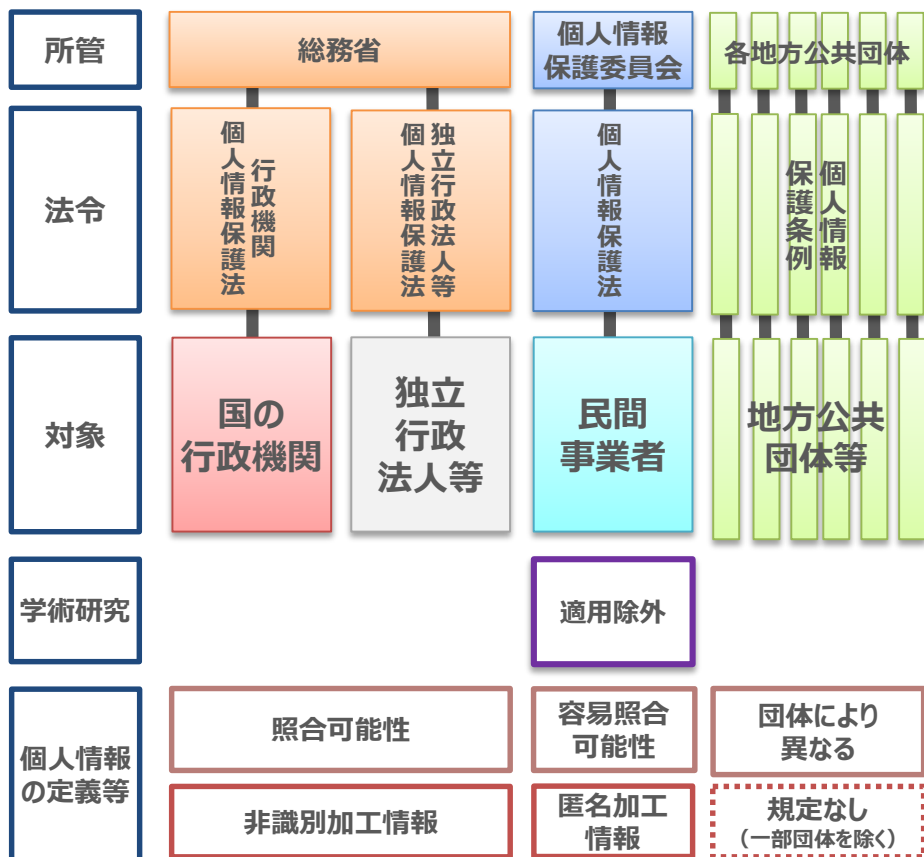 所管
総務省
個人情報
保護委員会
各地方公共団体
法令
行政機関
個人情報保護法
独立行政法人等
個人情報保護法
個人情報保護法
個人情報
保護条例
対象
国の
行政機関
独立
行政
法人等
民間
事業者
地方公共
団体等
学術研究
適用除外
個人情報
の定義等
照合可能性
容易照合
可能性
団体により
異なる
非識別加工情報
匿名加工
情報
規定なし
（一部団体を除く）